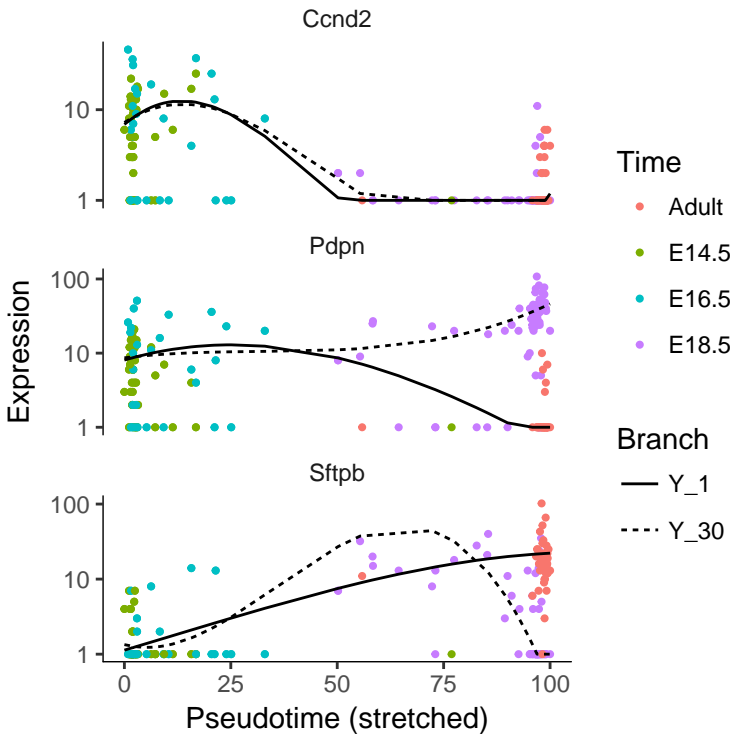 Ccnd2
10
1
Pdpn
100
10
1
Sftpb
100
10
1
0 25 50 75 100
Pseudotime (stretched)
Expression
Time
Adult
E14.5
E16.5
E18.5
Branch
Y_1
Y_30